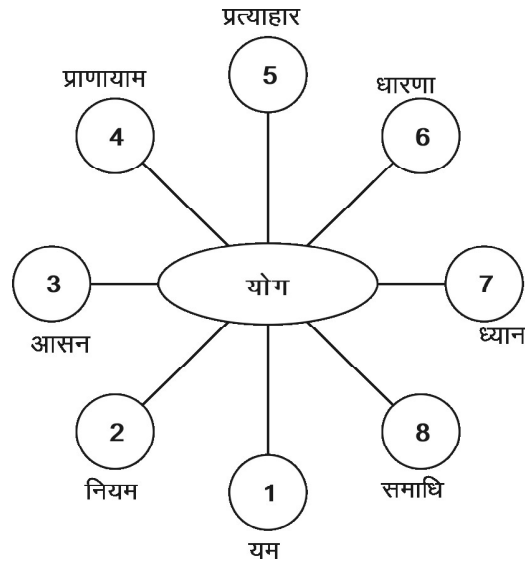 प्रत्याहार
5
प्राणायाम
4
धारणा
6
3
आसन
योग
7
ध्यान
2
नियम
8
समाधि
1
यम